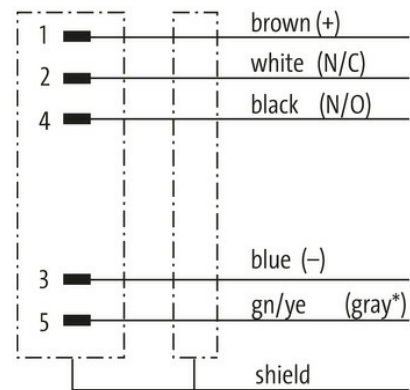 1 brown (+)
2 white (N/C)
4 black (N/O)
3 blue (–)
5 gn/ye (gray*)
shield